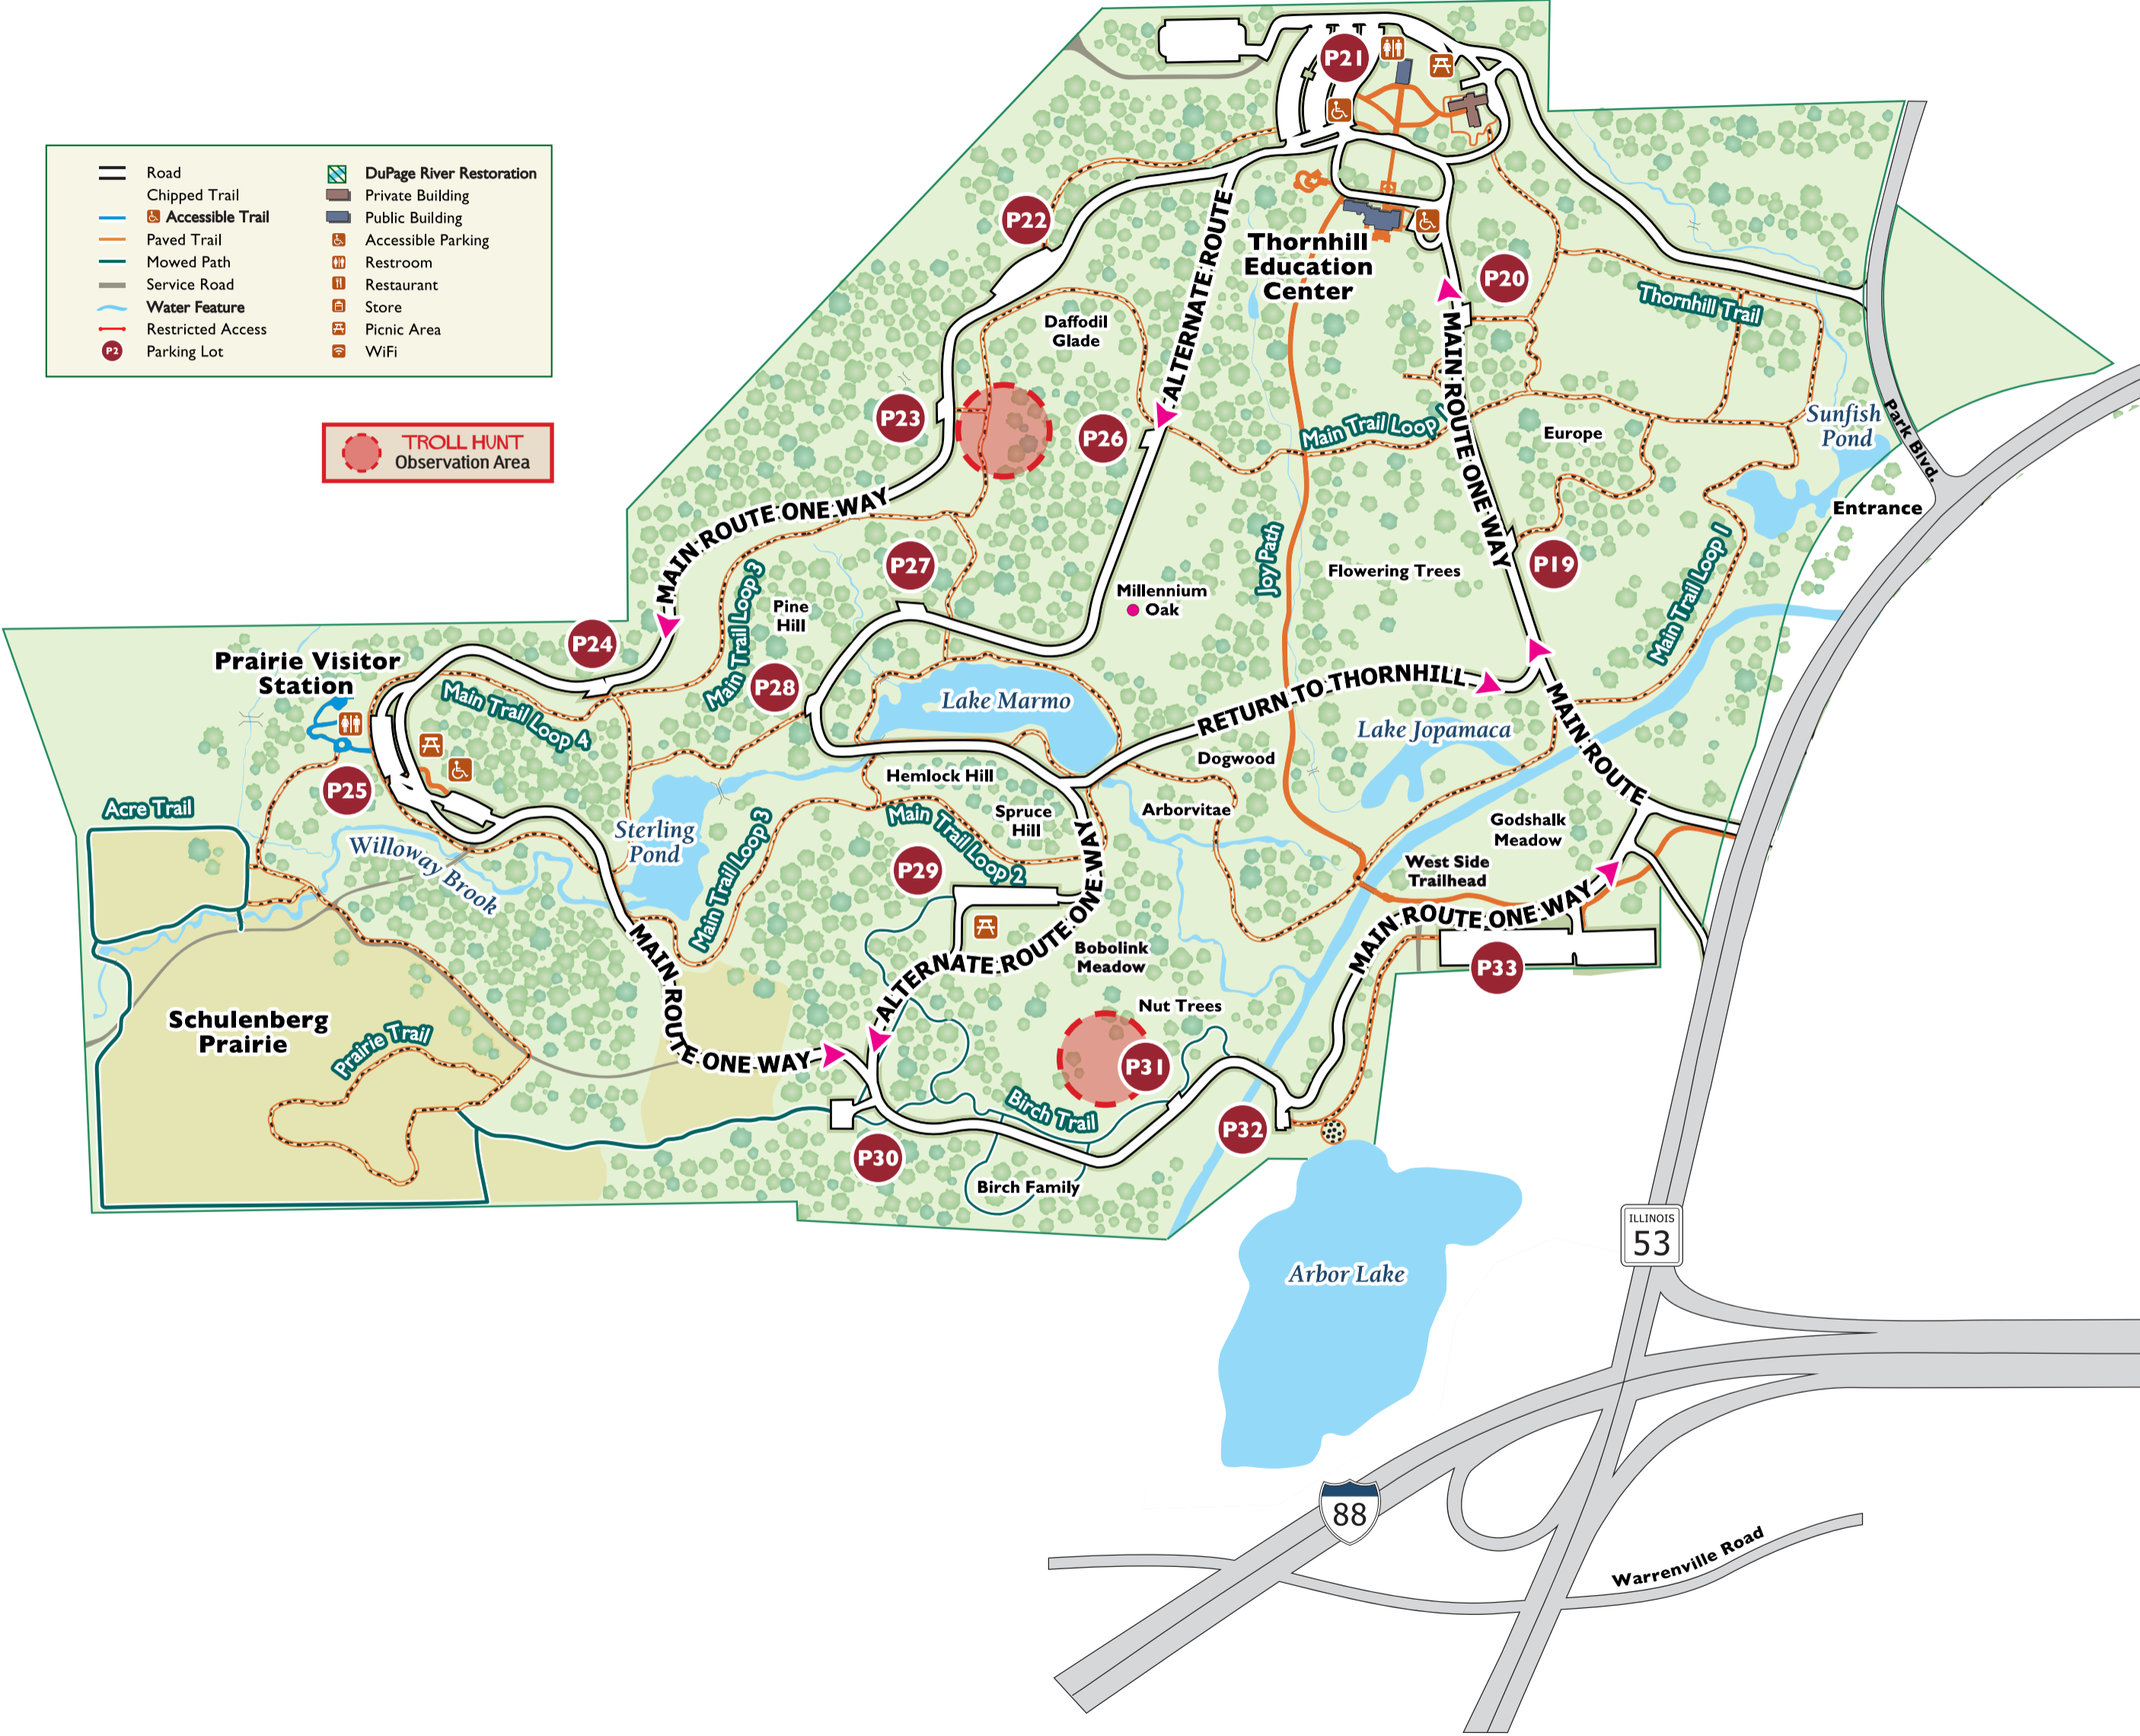 Road
Chipped Trail
Accessible Trail
Paved Trail
Mowed Path
Service Road
Water Feature
Restricted Access
P2 Parking Lot
DuPage River Restoration
Private Building
Public Building
Accessible Parking
Restroom
Restaurant
Store
Picnic Area
WiFi
TROLL HUNT
Observation Area
P21
P22
ALTERNATE ROUTE
Thornhill
Education
Center
P20
Thornhill Trail
Daffodil
Glade
P23
P26
Main Trail Loop 1
MAIN ROUTE ONE WAY
Europe
Sunfish
Pond
Park Blvd.
Entrance
MAIN ROUTE ONE WAY
P27
Joy Path
Flowering Trees
P19
Main Trail Loop 1
Millennium
Oak
Pine
Hill
Main Trail Loop 3
P24
Prairie Visitor
Station
Main Trail Loop 4
P28
Lake Marmo
RETURN TO THORNHILL
Lake Jopamaca
MAIN ROUTE
Dogwood
Hemlock Hill
P25
Acre Trail
Willoway Brook
Sterling
Pond
Main Trail Loop 3
Main Trail Loop 2
Spruce
Hill
Arborvitae
Godshalk
Meadow
West Side
Trailhead
P29
ALTERNATE ROUTE ONE WAY
MAIN ROUTE ONE WAY
Bobolink
Meadow
P33
MAIN ROUTE ONE WAY
Nut Trees
Schulenberg
Prairie
Prairie Trail
P31
Birch Trail
P32
P30
Birch Family
Arbor Lake
ILLINOIS
53
88
Warrenville Road